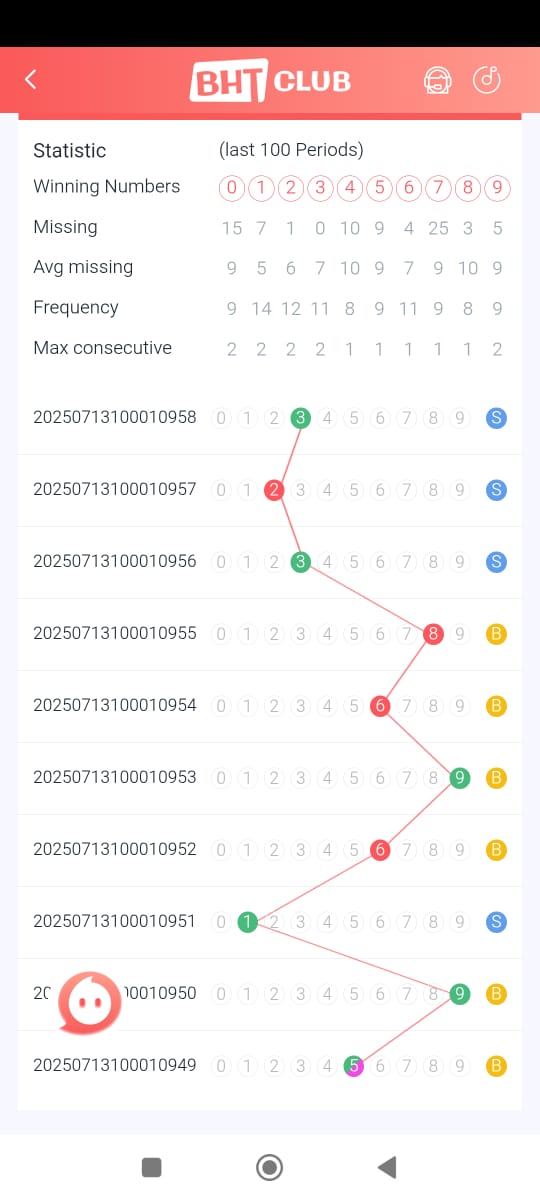 BHT CLUB
Statistic (last 100 Periods)
Winning Numbers 0 1 2 3 4 5 6 7 8 9
Missing 15 7 1 0 10 9 4 25 3 5
Avg missing 9 5 6 7 10 9 7 9 10 9
Frequency 9 14 12 11 8 9 11 9 8 9
Max consecutive 2 2 2 2 1 1 1 1 1 2
20250713100010958 0 1 2 3 4 5 6 7 8 9 S
20250713100010957 0 1 2 3 4 5 6 7 8 9 S
20250713100010956 0 1 2 3 4 5 6 7 8 9 S
20250713100010955 0 1 2 3 4 5 6 7 8 9 B
20250713100010954 0 1 2 3 4 5 6 7 8 9 B
20250713100010953 0 1 2 3 4 5 6 7 8 9 B
20250713100010952 0 1 2 3 4 5 6 7 8 9 B
20250713100010951 0 1 2 3 4 5 6 7 8 9 S
0010950 0 1 2 3 4 5 6 7 8 9 B
20250713100010949 0 1 2 3 4 5 6 7 8 9 B